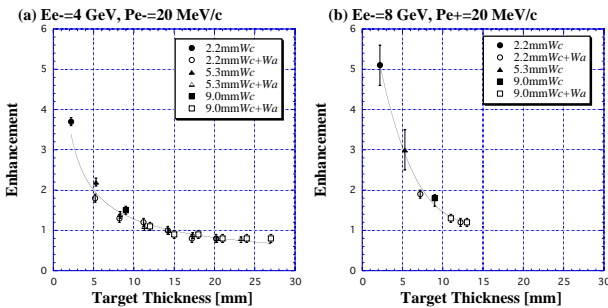 (a) Ee-=4 GeV, Pe-=20 MeV/c
6
5
4
3
2
1
0
Enhancement
2.2mmWc
2.2mmWc+Wa
5.3mmWc
5.3mmWc+Wa
9.0mmWc
9.0mmWc+Wa
0 5 10 15 20 25 30
Target Thickness [mm]
(b) Ee-=8 GeV, Pe+=20 MeV/c
6
5
4
3
2
1
0
Enhancement
2.2mmWc
2.2mmWc+Wa
5.3mmWc
5.3mmWc+Wa
9.0mmWc
9.0mmWc+Wa
0 5 10 15 20 25 30
Target Thickness [mm]